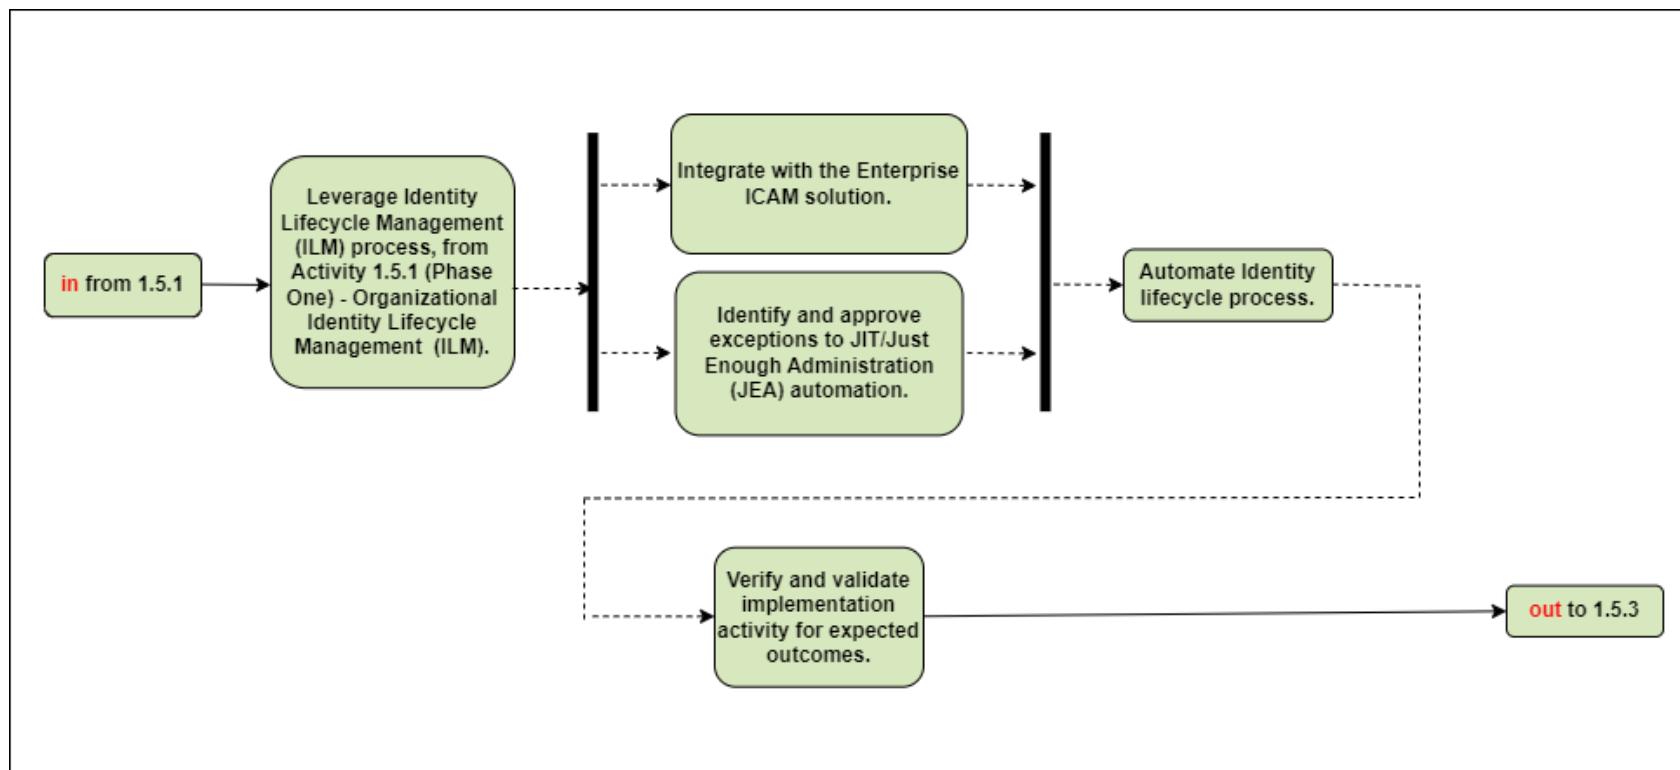 in from 1.5.1
Leverage Identity
Lifecycle Management
(ILM) process, from
Activity 1.5.1 (Phase
One) - Organizational
Identity Lifecycle
Management (ILM).
Integrate with the Enterprise
ICAM solution.
Identify and approve
exceptions to JIT/Just
Enough Administration
(JEA) automation.
Automate Identity
lifecycle process.
Verify and validate
implementation
activity for expected
outcomes.
out to 1.5.3